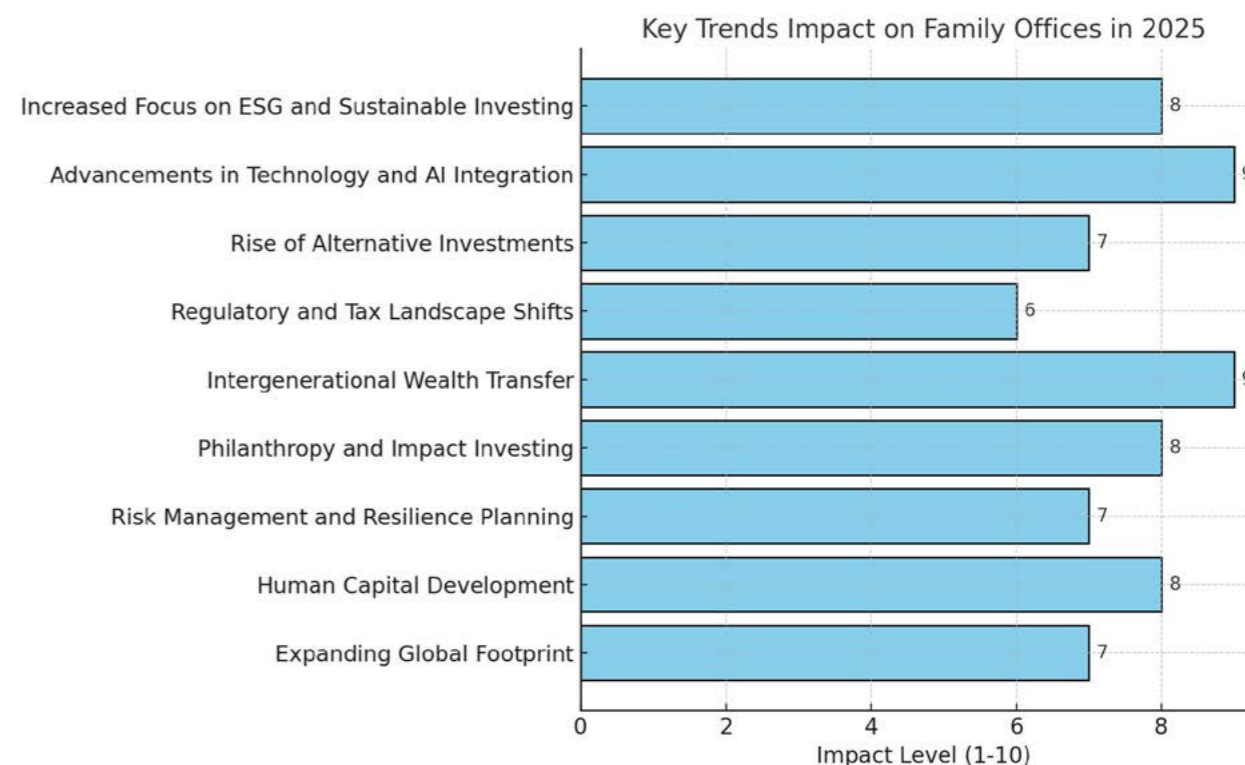 Key Trends Impact on Family Offices in 2025
Increased Focus on ESG and Sustainable Investing 8
Advancements in Technology and AI Integration 9
Rise of Alternative Investments 7
Regulatory and Tax Landscape Shifts 6
Intergenerational Wealth Transfer 9
Philanthropy and Impact Investing 8
Risk Management and Resilience Planning 7
Human Capital Development 8
Expanding Global Footprint 7
0 2 4 6 8
Impact Level (1-10)